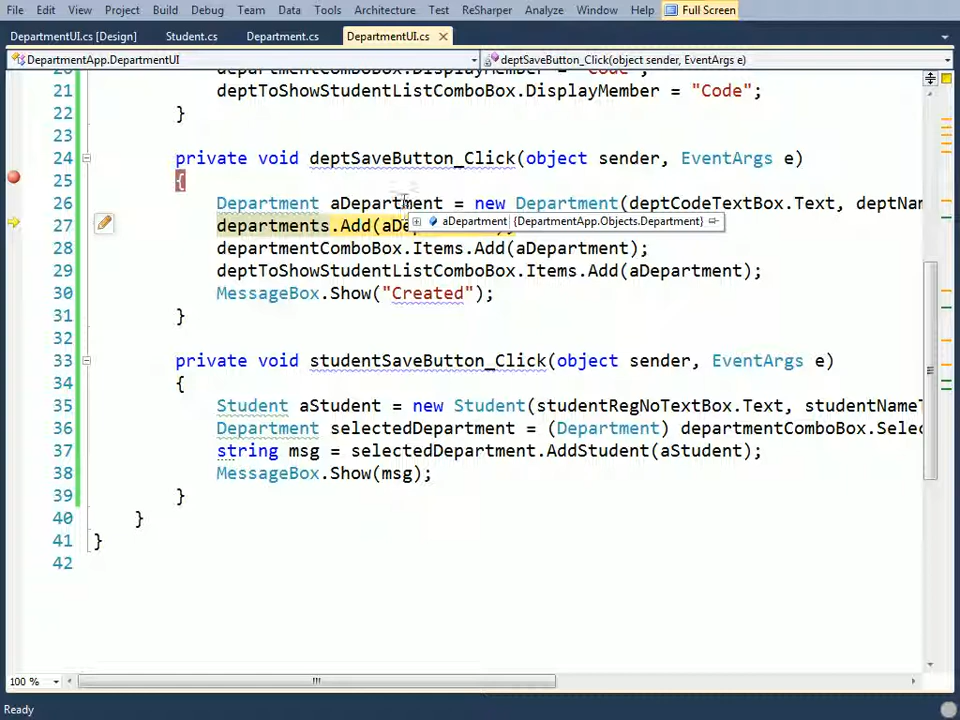 File Edit View Project Build Debug Team Data Tools Architecture Test ReSharper Analyze Window Help Full Screen
DepartmentUI.cs [Design] Student.cs Department.cs DepartmentUI.cs
DepartmentApp.DepartmentUI deptSaveButton_Click(object sender, EventArgs e)
20 departmentComboBox.DisplayMember = "Code";
21 deptToShowStudentListComboBox.DisplayMember = "Code";
22 }
23
24 private void deptSaveButton_Click(object sender, EventArgs e)
25 {
26 Department aDepartment = new Department(deptCodeTextBox.Text, deptNam
27 departments.Add(aDe
aDepartment {DepartmentApp.Objects.Department}
28 departmentComboBox.Items.Add(aDepartment);
29 deptToShowStudentListComboBox.Items.Add(aDepartment);
30 MessageBox.Show("Created");
31 }
32
33 private void studentSaveButton_Click(object sender, EventArgs e)
34 {
35 Student aStudent = new Student(studentRegNoTextBox.Text, studentNameT
36 Department selectedDepartment = (Department) departmentComboBox.Selec
37 string msg = selectedDepartment.AddStudent(aStudent);
38 MessageBox.Show(msg);
39 }
40 }
41 }
42
100 %
Ready